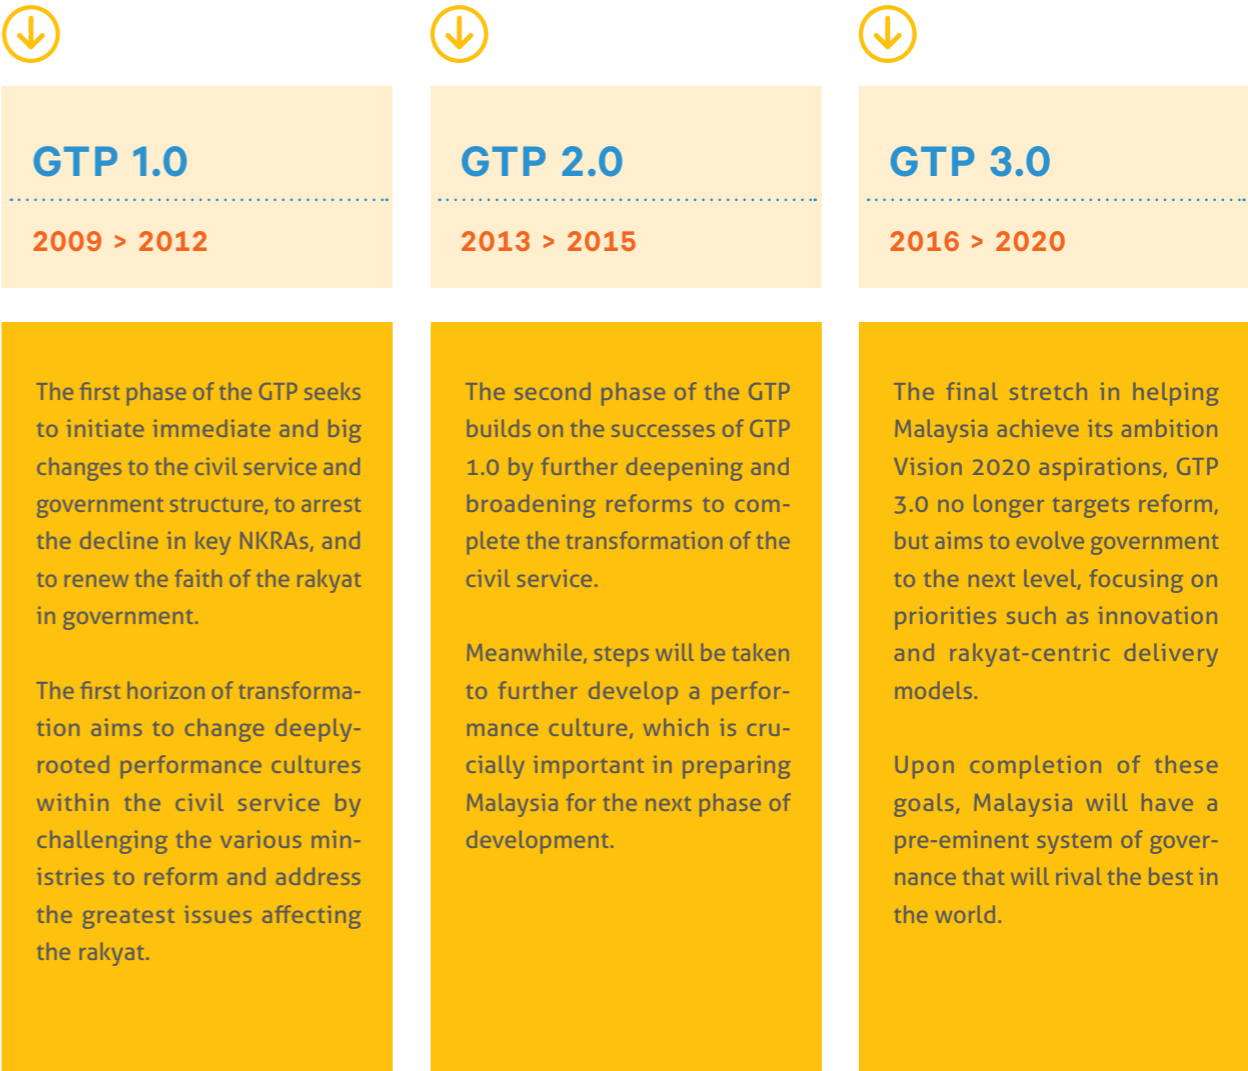 GTP 1.0
2009 > 2012
The first phase of the GTP seeks
to initiate immediate and big
changes to the civil service and
government structure, to arrest
the decline in key NKRAs, and
to renew the faith of the rakyat
in government.
The first horizon of transforma-
tion aims to change deeply-
rooted performance cultures
within the civil service by
challenging the various min-
istries to reform and address
the greatest issues affecting
the rakyat.
GTP 2.0
2013 > 2015
The second phase of the GTP
builds on the successes of GTP
1.0 by further deepening and
broadening reforms to com-
plete the transformation of the
civil service.
Meanwhile, steps will be taken
to further develop a perfor-
mance culture, which is cru-
cially important in preparing
Malaysia for the next phase of
development.
GTP 3.0
2016 > 2020
The final stretch in helping
Malaysia achieve its ambition
Vision 2020 aspirations, GTP
3.0 no longer targets reform,
but aims to evolve government
to the next level, focusing on
priorities such as innovation
and rakyat-centric delivery
models.
Upon completion of these
goals, Malaysia will have a
pre-eminent system of gover-
nance that will rival the best in
the world.